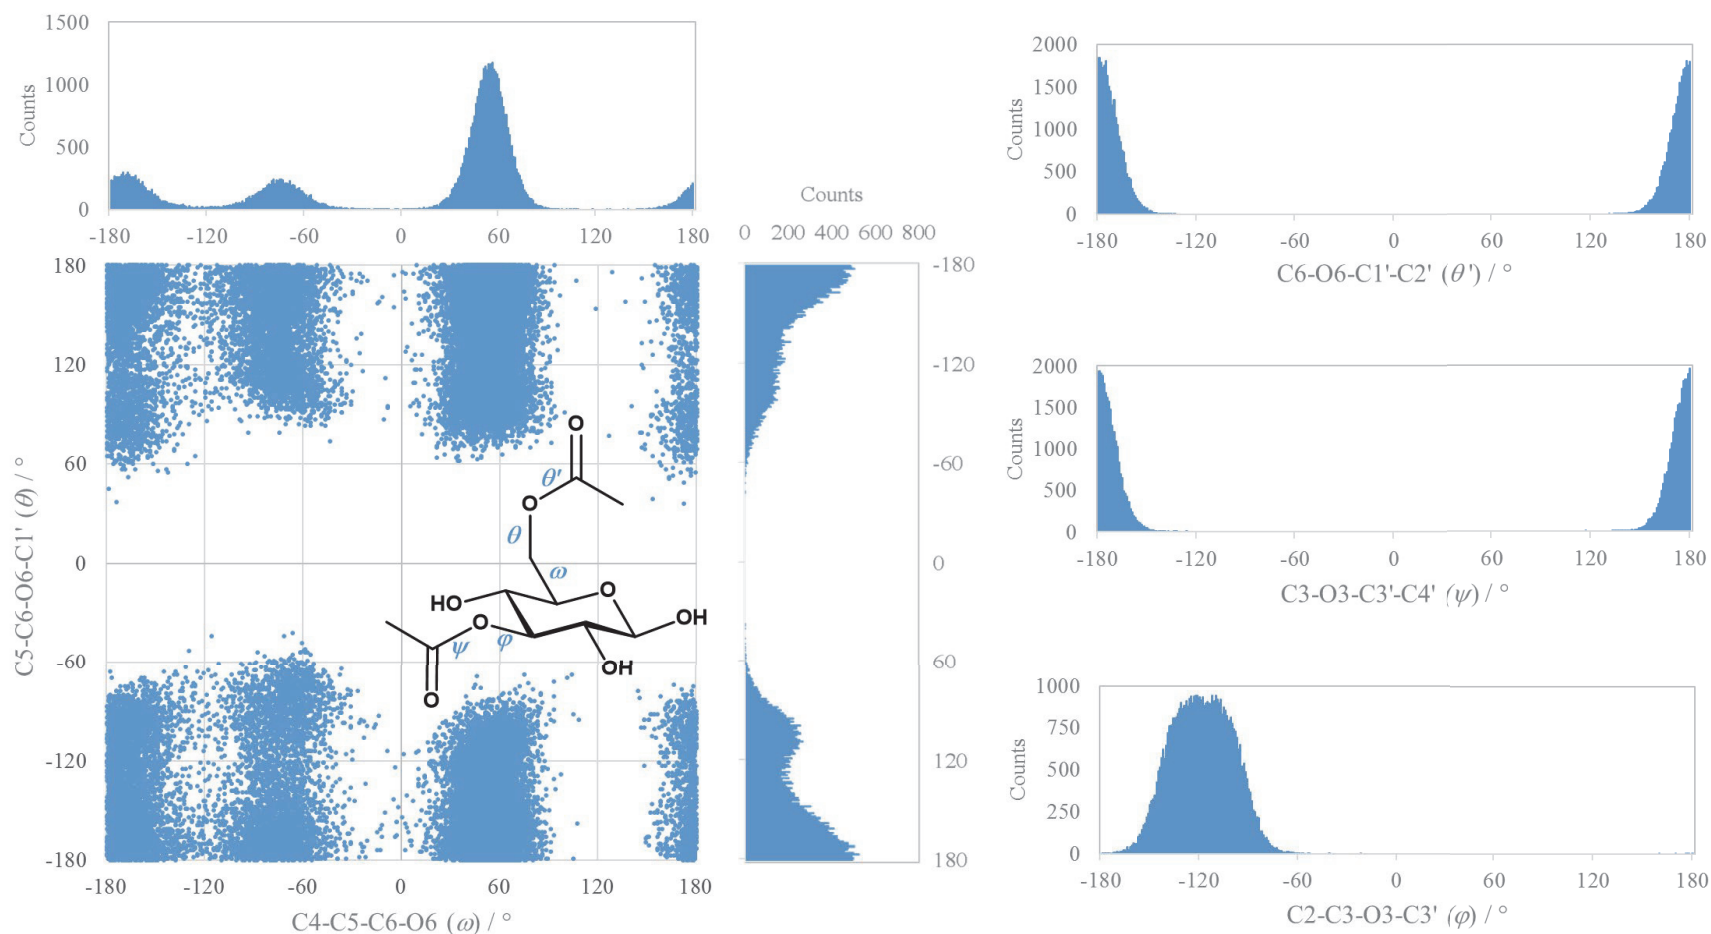 1500
1000
500
0
Counts
-180 -120 -60 0 60 120 180
Counts
0 200 400 600 800
180
120
60
0
-60
-120
-180
C5-C6-O6-C1' (θ) / °
-180 -120 -60 0 60 120 180
C4-C5-C6-O6 (ω) / °
-180
-120
-60
0
60
120
180
O
θ'
O
θ
ω
HO O OH
O
ψ φ
OH
O
2000
1500
1000
500
0
Counts
-180 -120 -60 0 60 120 180
C6-O6-C1'-C2' (θ') / °
2000
1500
1000
500
0
Counts
-180 -120 -60 0 60 120 180
C3-O3-C3'-C4' (ψ) / °
1000
750
500
250
0
Counts
-180 -120 -60 0 60 120 180
C2-C3-O3-C3' (φ) / °